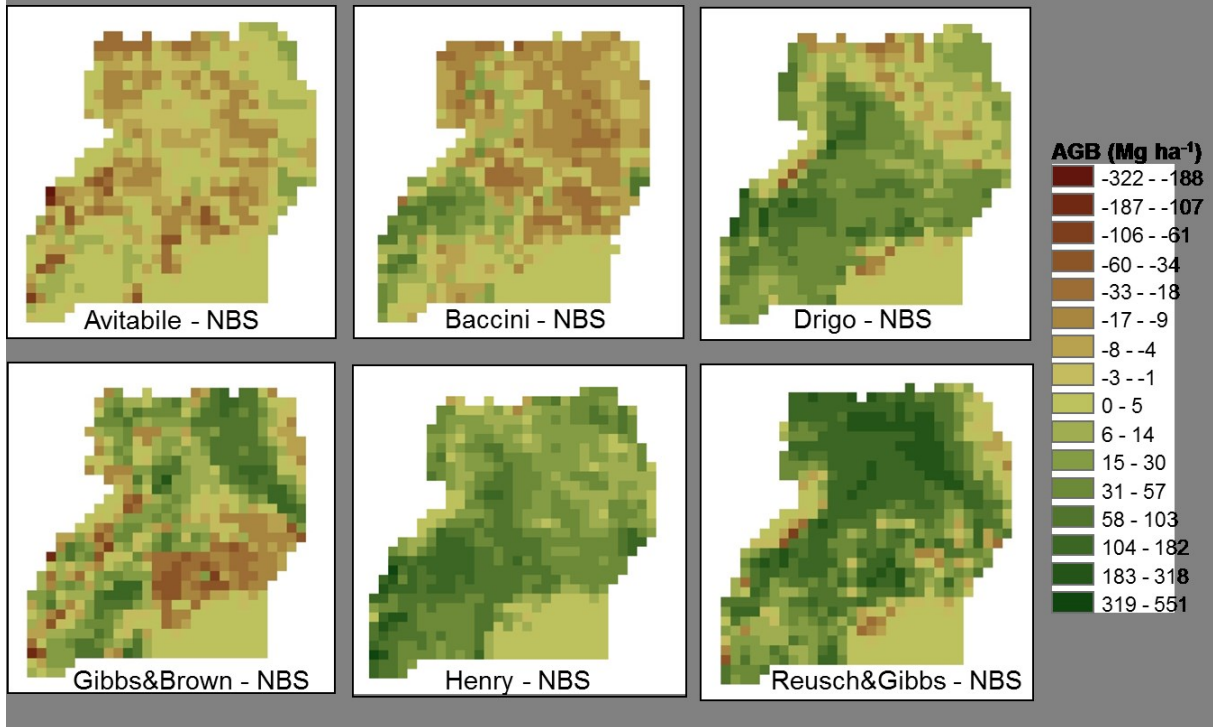 Avitabile - NBS
Baccini - NBS
Drigo - NBS
Gibbs&Brown - NBS
Henry - NBS
Reusch&Gibbs - NBS
AGB (Mg ha⁻¹)
-322 - -188
-187 - -107
-106 - -61
-60 - -34
-33 - -18
-17 - -9
-8 - -4
-3 - -1
0 - 5
6 - 14
15 - 30
31 - 57
58 - 103
104 - 182
183 - 318
319 - 551